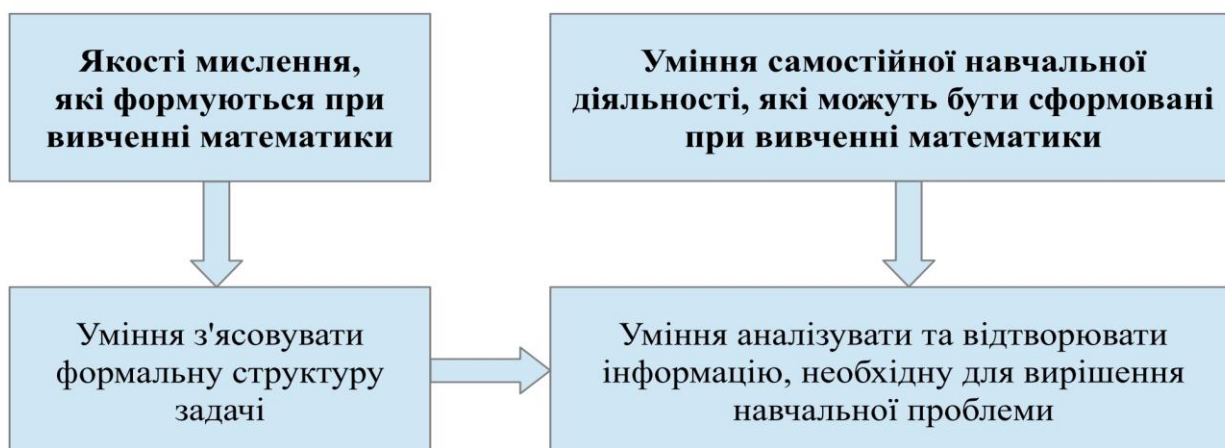 Якості мислення,
які формуються при
вивченні математики
Уміння самостійної навчальної
діяльності, які можуть бути сформовані
при вивченні математики
Уміння з'ясовувати
формальну структуру
задачі
Уміння аналізувати та відтворювати
інформацію, необхідну для вирішення
навчальної проблеми